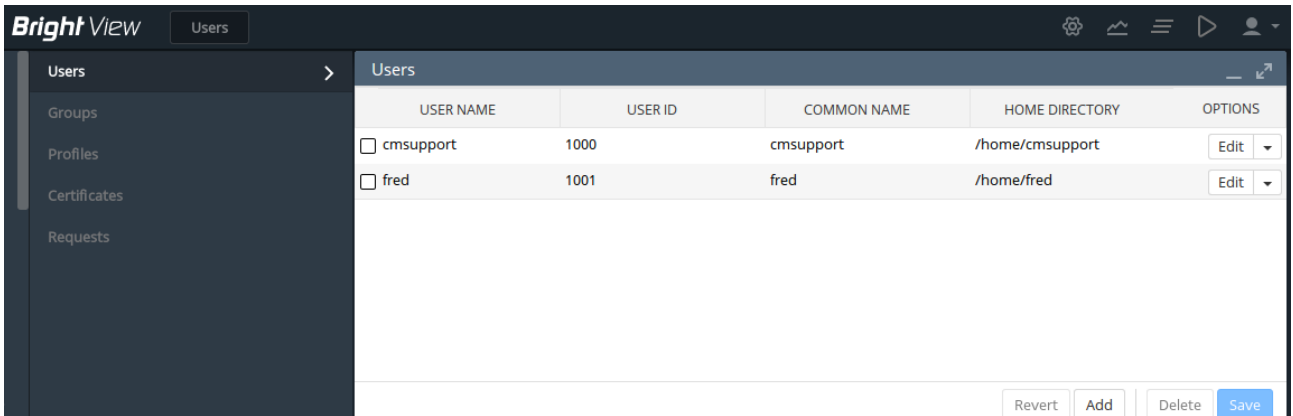 Bright View Users
Users
Groups
Profiles
Certificates
Requests
Users
USER NAME USER ID COMMON NAME HOME DIRECTORY OPTIONS
cmsupport 1000 cmsupport /home/cmsupport Edit
fred 1001 fred /home/fred Edit
Revert Add Delete Save